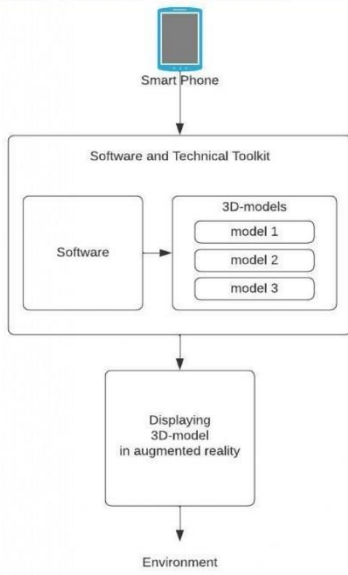 Smart Phone
Software and Technical Toolkit
Software
3D-models
model 1
model 2
model 3
Displaying
3D-model
in augmented reality
Environment